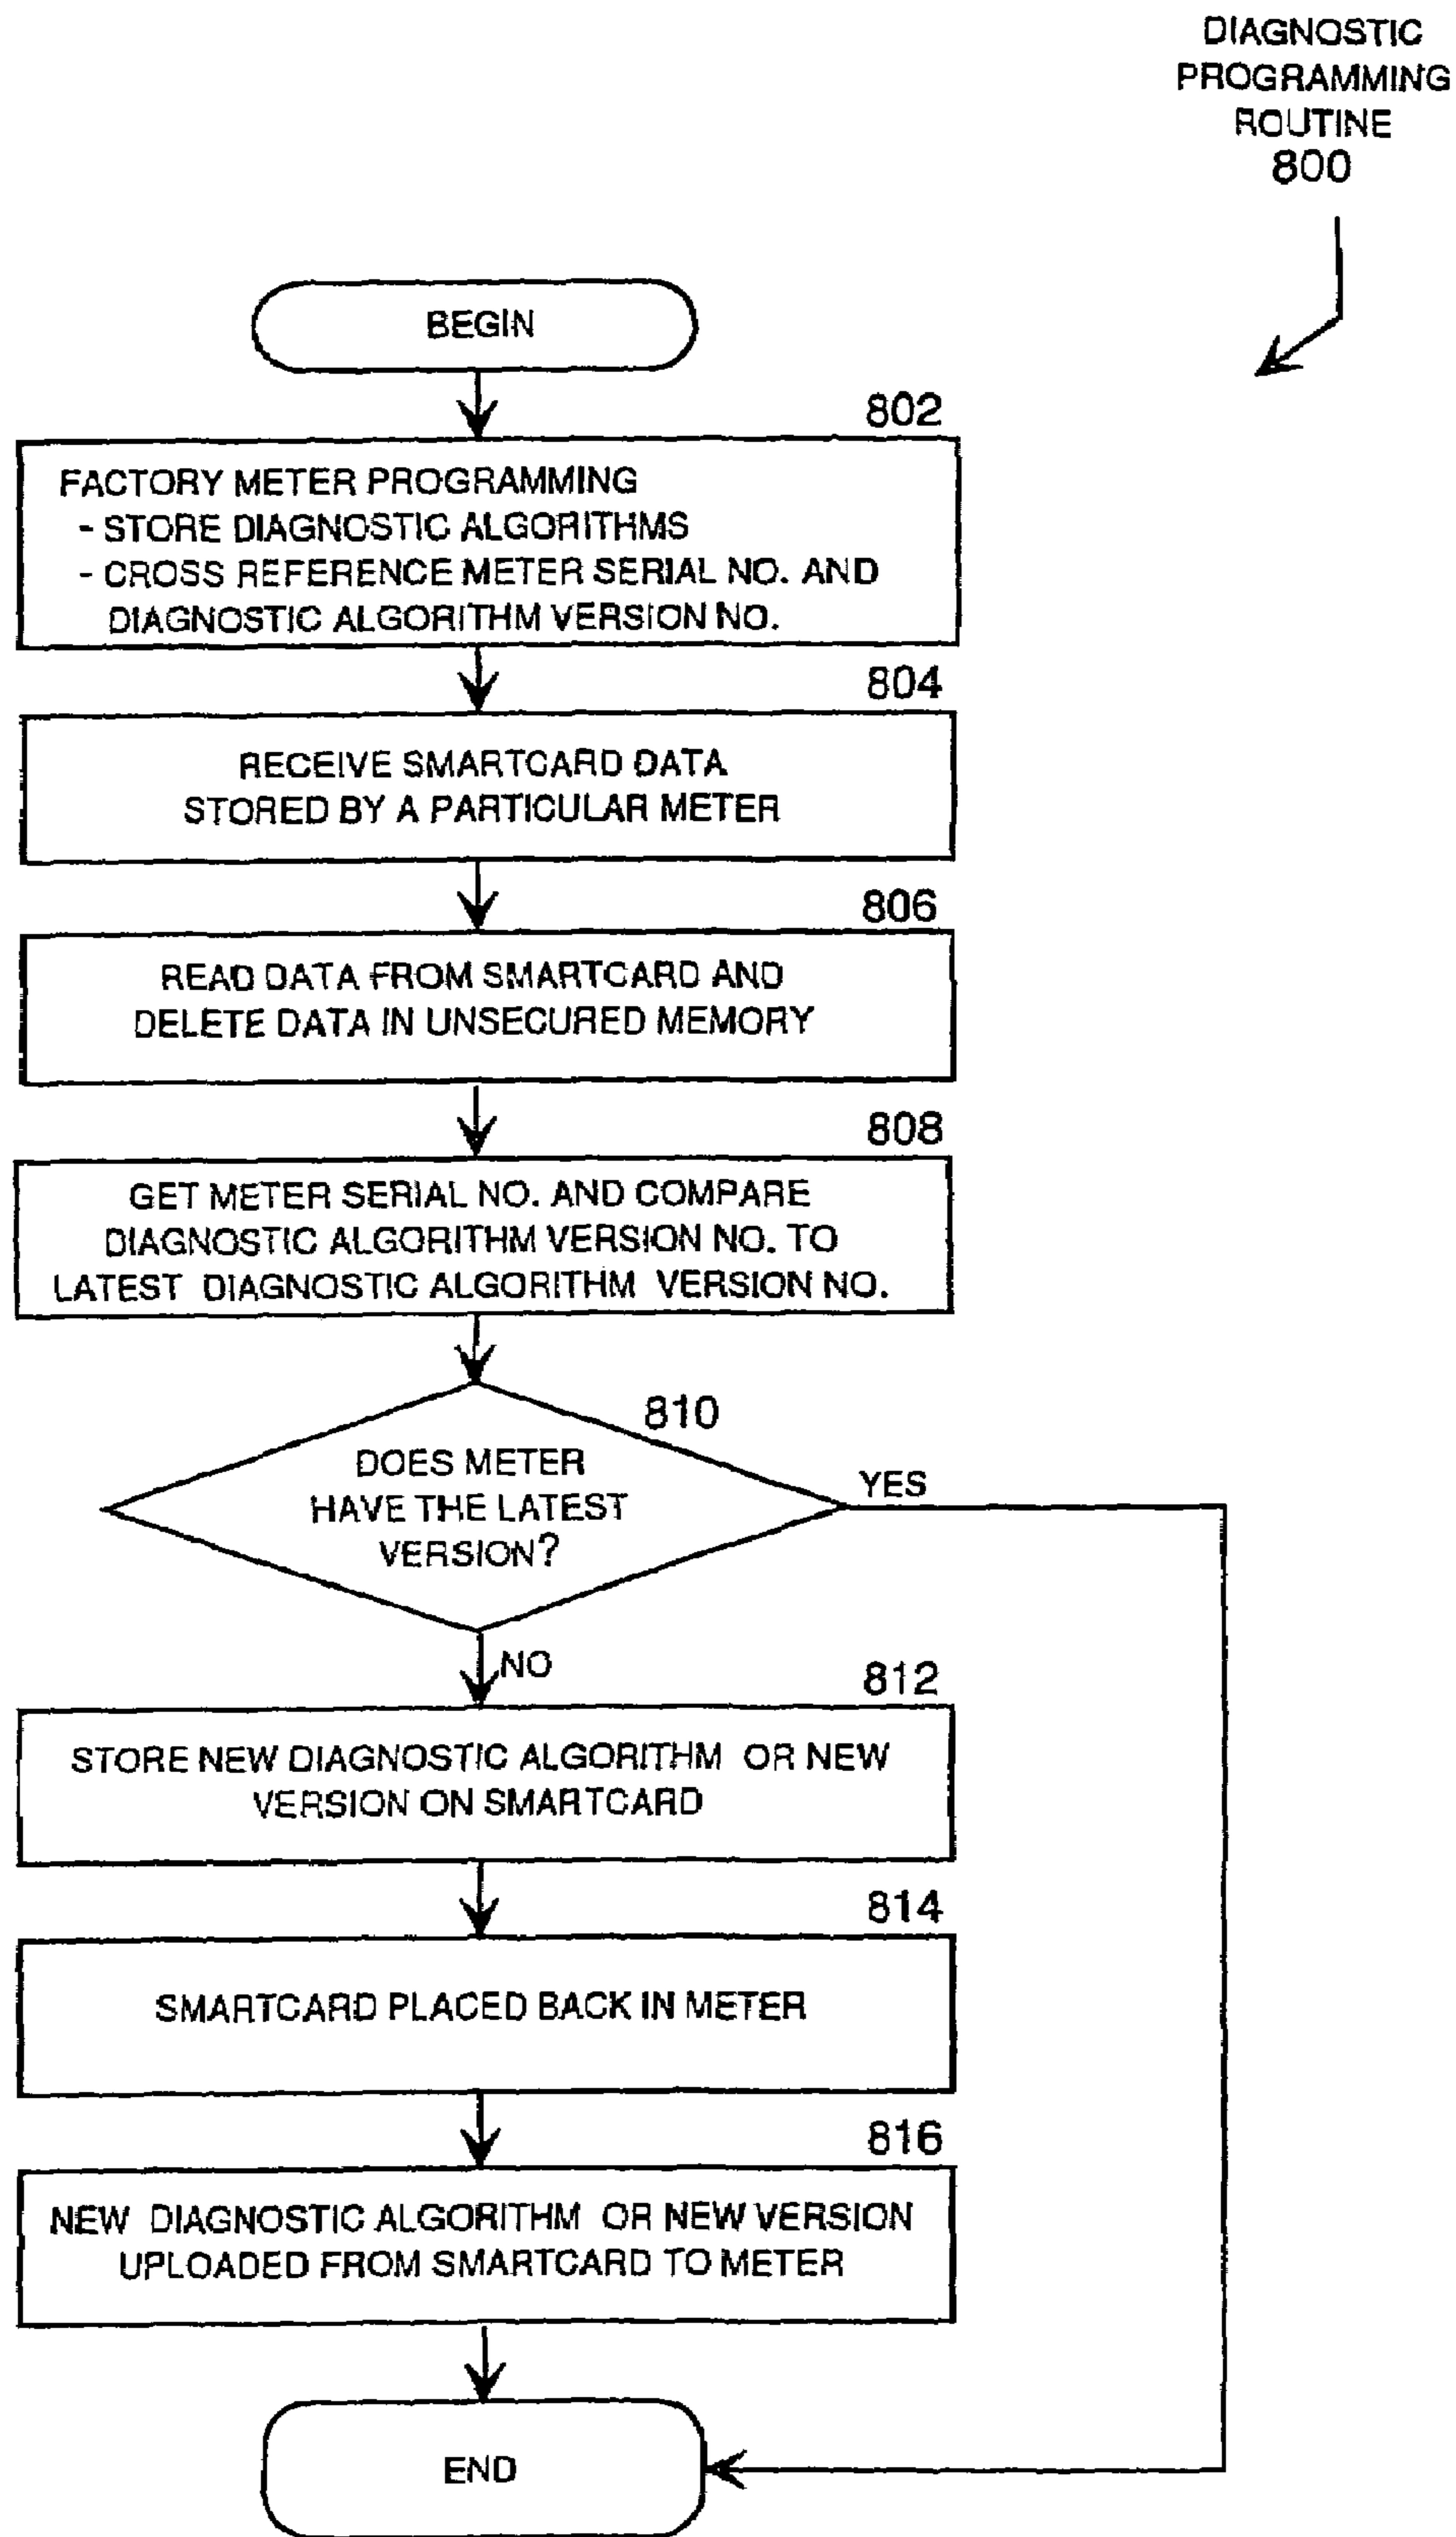 DIAGNOSTIC
PROGRAMMING
ROUTINE
800
BEGIN
802
FACTORY METER PROGRAMMING
- STORE DIAGNOSTIC ALGORITHMS
- CROSS REFERENCE METER SERIAL NO. AND
DIAGNOSTIC ALGORITHM VERSION NO.
804
RECEIVE SMARTCARD DATA
STORED BY A PARTICULAR METER
806
READ DATA FROM SMARTCARD AND
DELETE DATA IN UNSECURED MEMORY
808
GET METER SERIAL NO. AND COMPARE
DIAGNOSTIC ALGORITHM VERSION NO. TO
LATEST DIAGNOSTIC ALGORITHM VERSION NO.
810
DOES METER
HAVE THE LATEST
VERSION?
YES
NO
812
STORE NEW DIAGNOSTIC ALGORITHM OR NEW
VERSION ON SMARTCARD
814
SMARTCARD PLACED BACK IN METER
816
NEW DIAGNOSTIC ALGORITHM OR NEW VERSION
UPLOADED FROM SMARTCARD TO METER
END